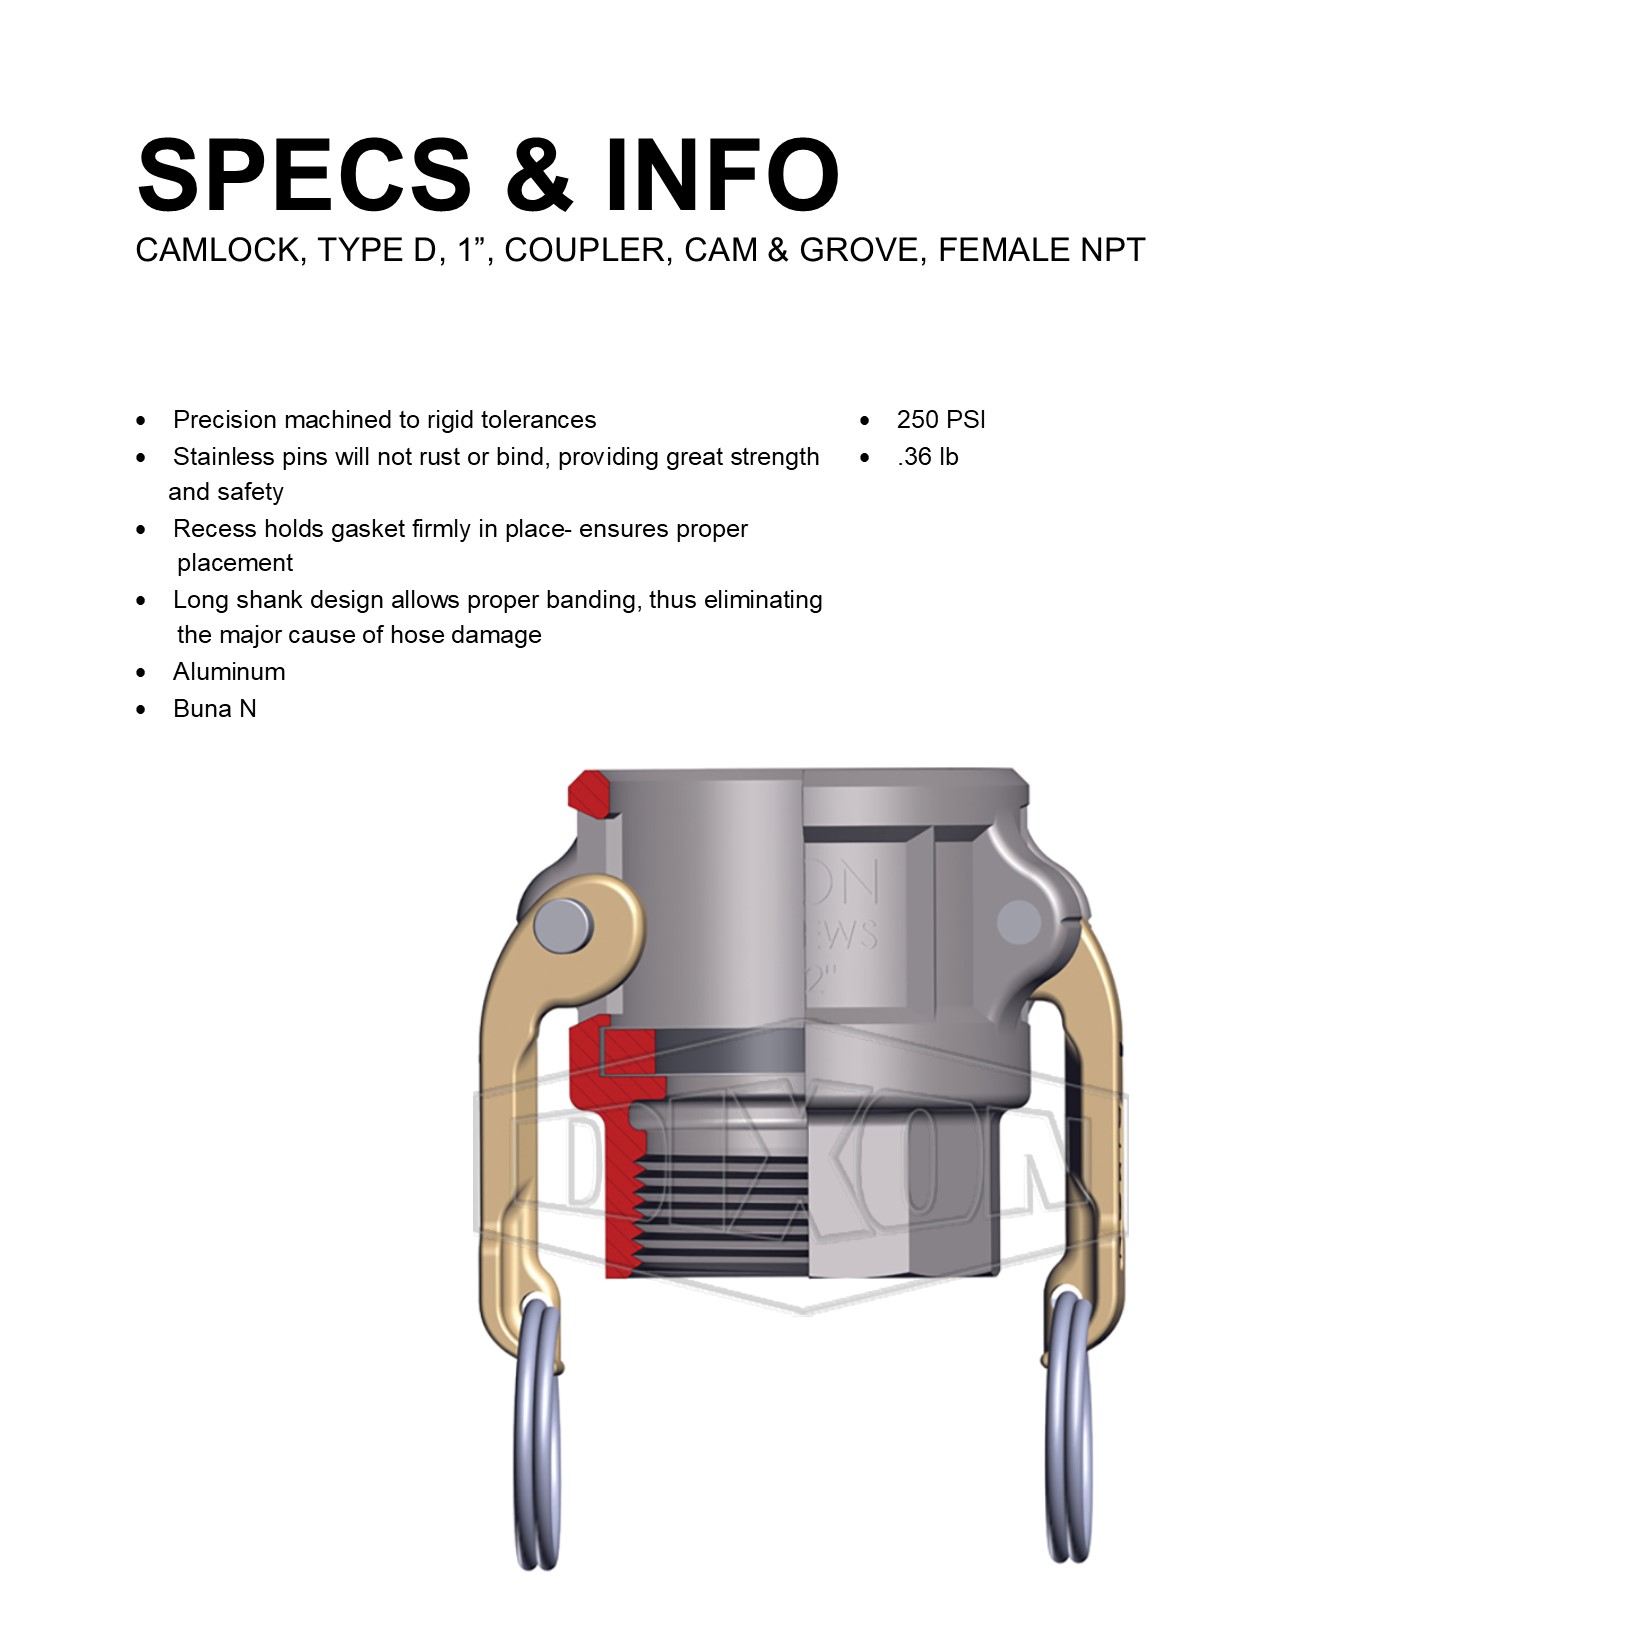 SPECS & INFO
CAMLOCK, TYPE D, 1”, COUPLER, CAM & GROVE, FEMALE NPT
• Precision machined to rigid tolerances
• Stainless pins will not rust or bind, providing great strength
and safety
• Recess holds gasket firmly in place- ensures proper
placement
• Long shank design allows proper banding, thus eliminating
the major cause of hose damage
• Aluminum
• Buna N
• 250 PSI
• .36 lb
ON
EWS
2"
DIXON